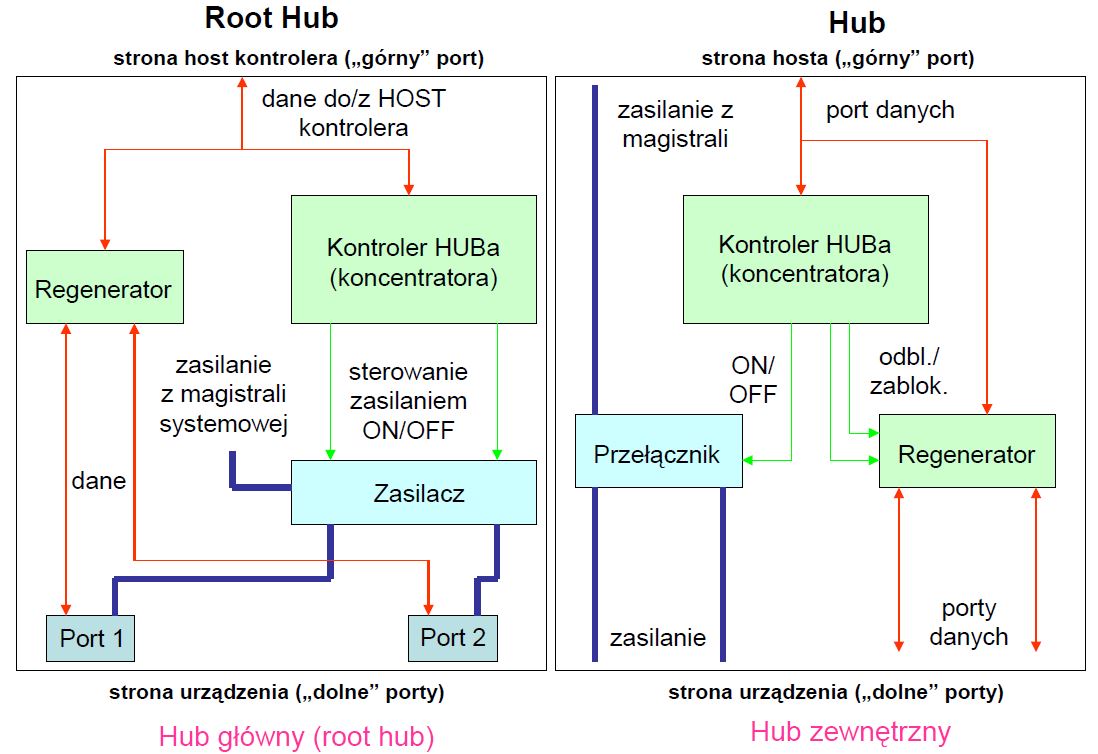 Root Hub
strona host kontrolera („górny” port)
dane do/z HOST
kontrolera
Kontroler HUBa
(koncentratora)
Regenerator
zasilanie
z magistrali
systemowej
sterowanie
zasilaniem
ON/OFF
dane
Zasilacz
Port 1
Port 2
strona urządzenia („dolne” porty)
Hub główny (root hub)
Hub
strona hosta („górny” port)
zasilanie z
magistrali
port danych
Kontroler HUBa
(koncentratora)
ON/
OFF
odbl./
zablok.
Przełącznik
Regenerator
zasilanie
porty
danych
strona urządzenia („dolne” porty)
Hub zewnętrzny